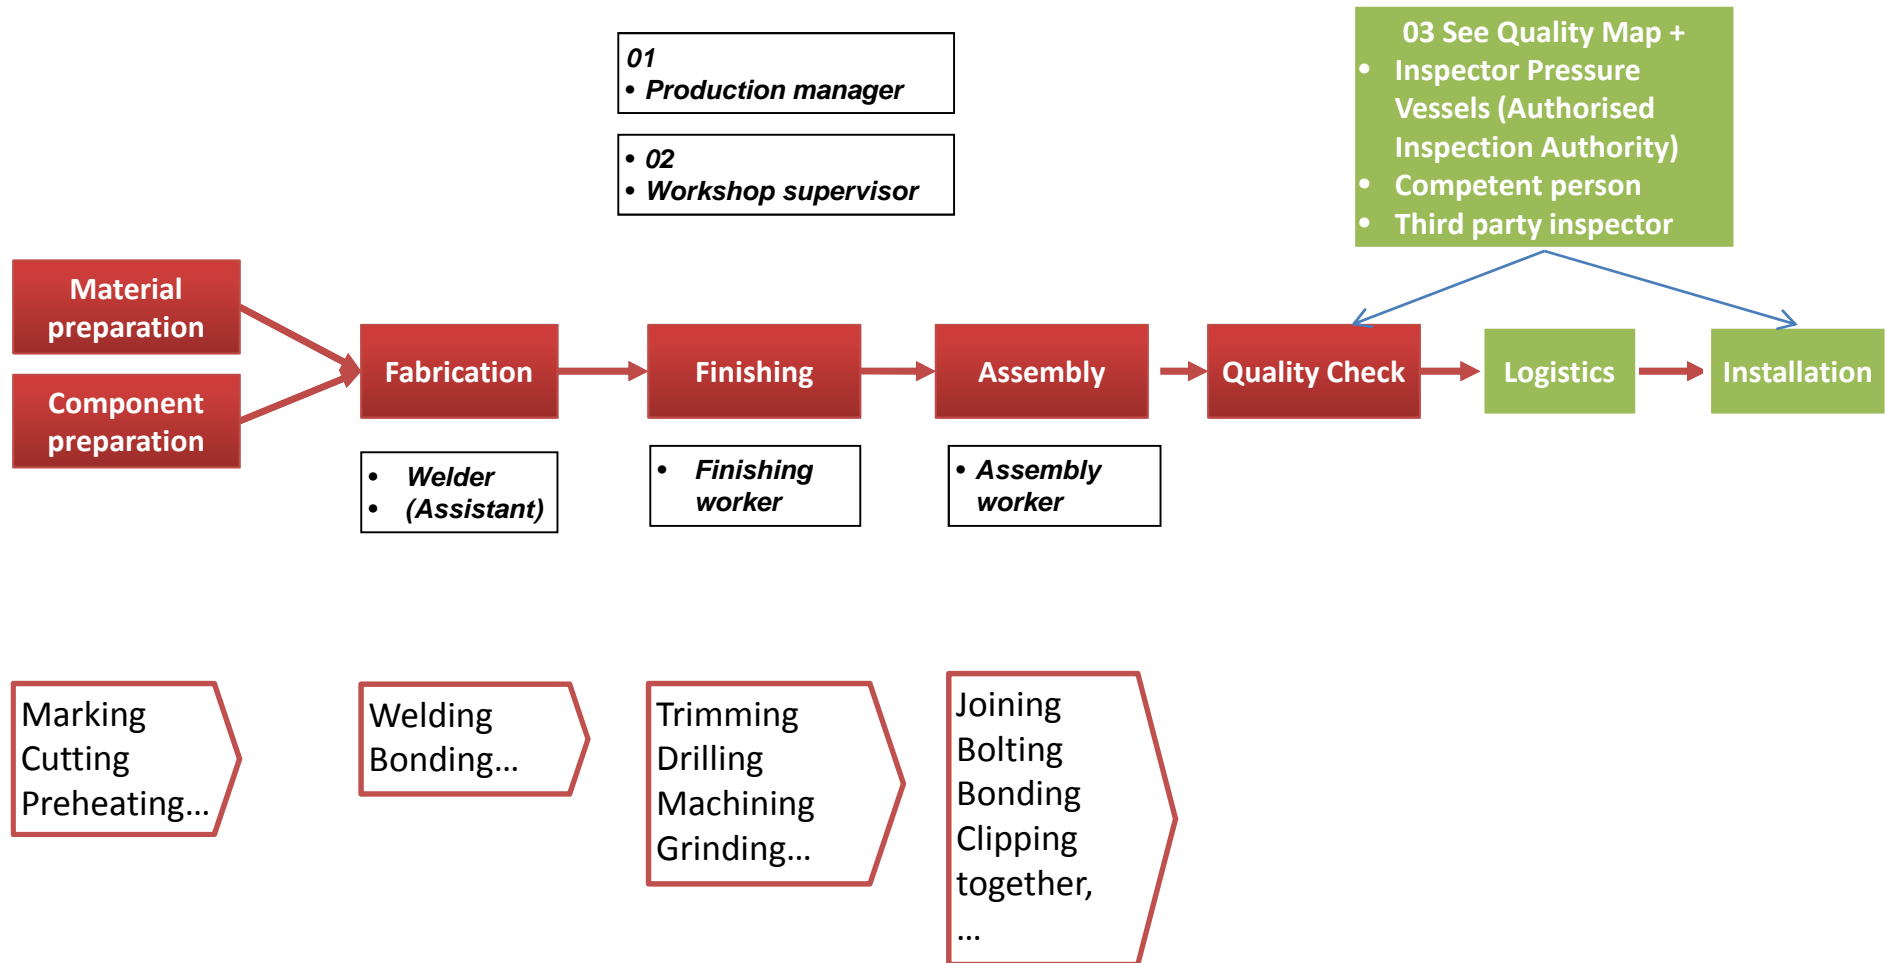 01
• Production manager
• 02
• Workshop supervisor
03 See Quality Map +
• Inspector Pressure
Vessels (Authorised
Inspection Authority)
• Competent person
• Third party inspector
Material
preparation
Component
preparation
Fabrication
Finishing
Assembly
Quality Check
Logistics
Installation
• Welder
• (Assistant)
• Finishing
worker
• Assembly
worker
Marking
Cutting
Preheating...
Welding
Bonding...
Trimming
Drilling
Machining
Grinding...
Joining
Bolting
Bonding
Clipping
together,
...